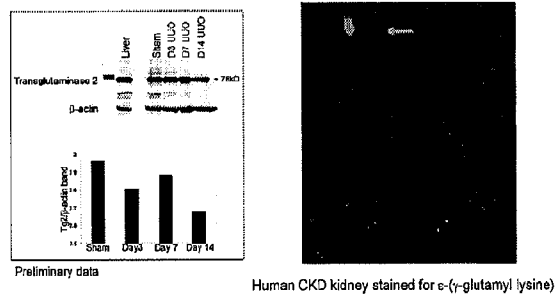 Liver
Sham
D3 UUO
D7 UUO
D14 UUO
Transglutaminase 2
β-actin
Tg2/β-actin band
Sham Day3 Day 7 Day 14
Preliminary data
Human CKD kidney stained for ε-(γ-glutamyl lysine)